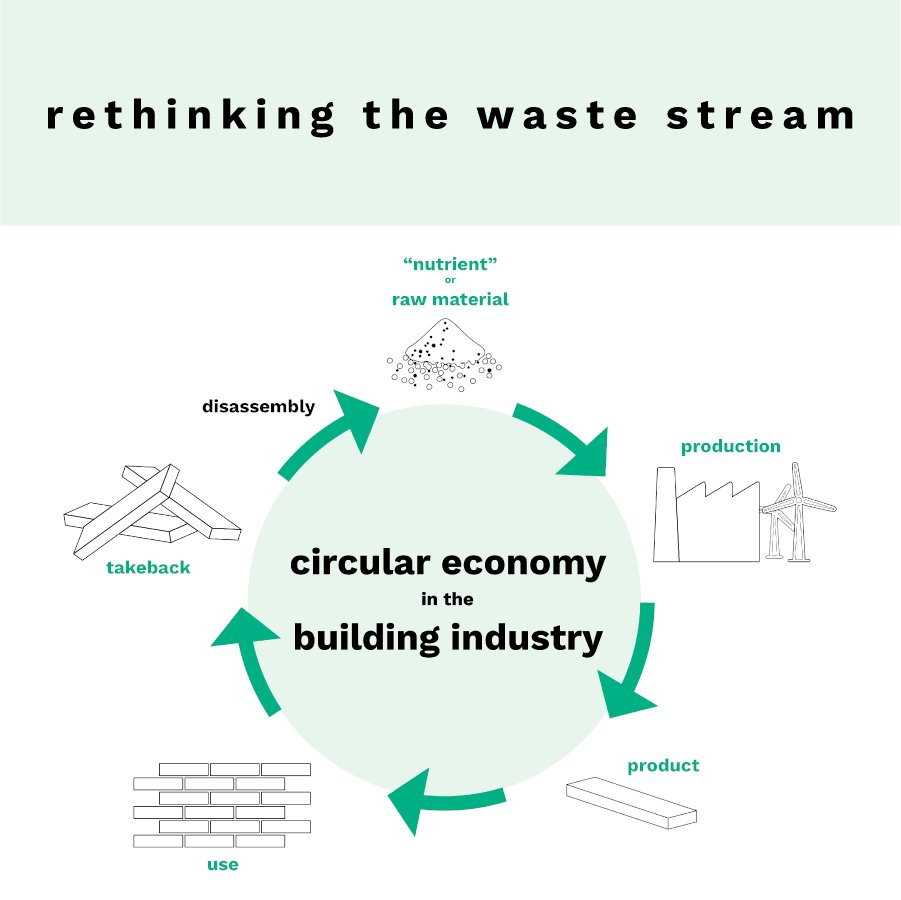 rethinking the waste stream
“nutrient”
or
raw material
disassembly
production
takeback
circular economy
in the
building industry
product
use